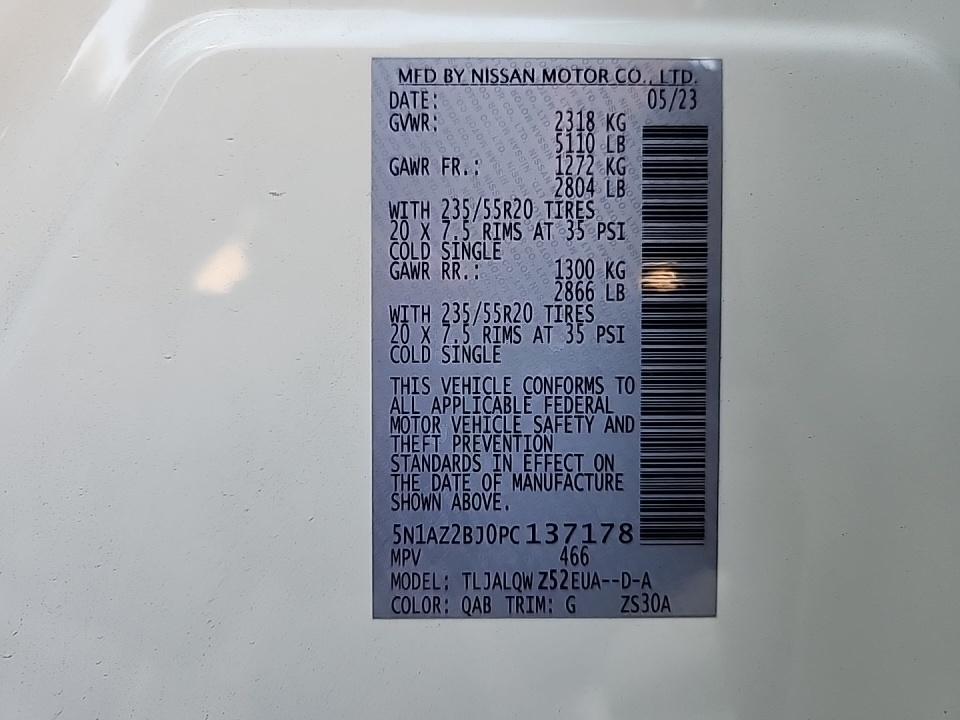 MFD BY NISSAN MOTOR CO., LTD.
DATE: 05/23
GVWR: 2318 KG
5110 LB
GAWR FR.: 1272 KG
2804 LB
WITH 235/55R20 TIRES
20 X 7.5 RIMS AT 35 PSI
COLD SINGLE
GAWR RR.: 1300 KG
2866 LB
WITH 235/55R20 TIRES
20 X 7.5 RIMS AT 35 PSI
COLD SINGLE
THIS VEHICLE CONFORMS TO
ALL APPLICABLE FEDERAL
MOTOR VEHICLE SAFETY AND
THEFT PREVENTION
STANDARDS IN EFFECT ON
THE DATE OF MANUFACTURE
SHOWN ABOVE.
5N1AZ2BJ0PC137178
MPV 466
MODEL: TLJALQWZ52EUA--D-A
COLOR: QAB TRIM: G ZS30A